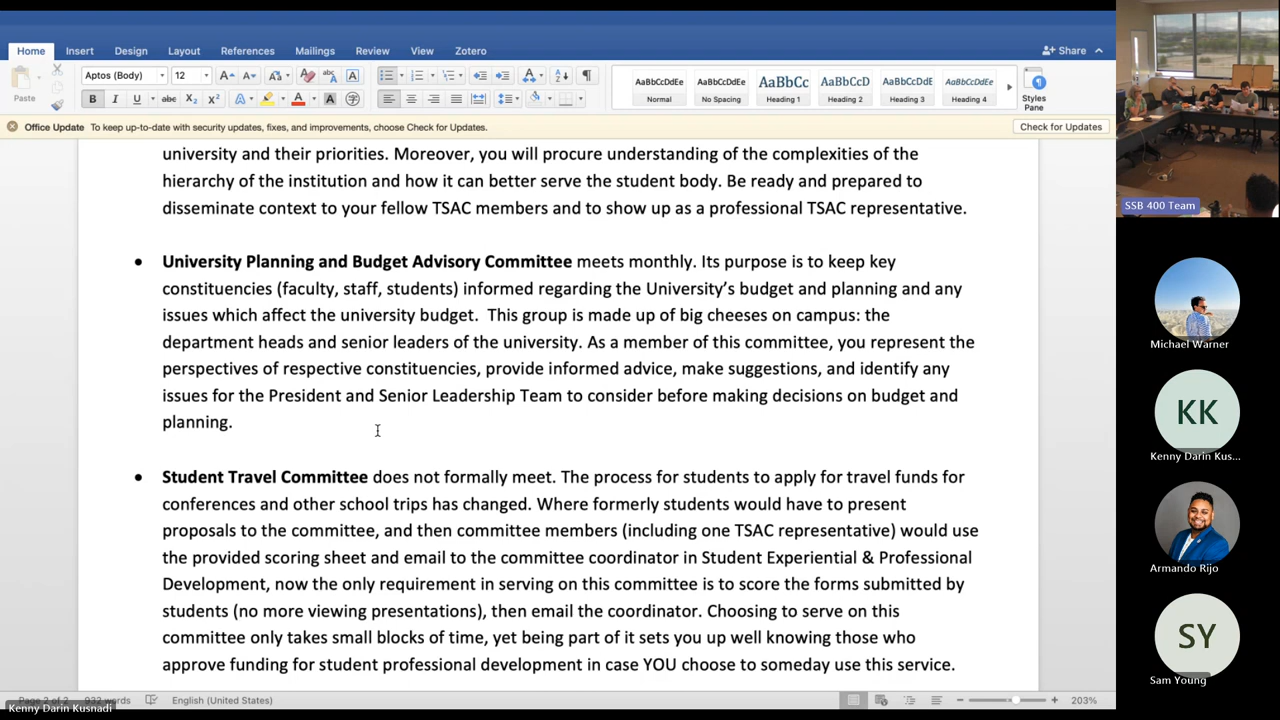 Home Insert Design Layout References Mailings Review View Zotero Share
Paste Aptos (Body) 12 AaBbCcDdEe AaBbCcDdEe AaBbCc AaBbCcD AaBbCcDdE AaBbCcDdEe
Normal No Spacing Heading 1 Heading 2 Heading 3 Heading 4 Styles Pane
Office Update To keep up-to-date with security updates, fixes, and improvements, choose Check for Updates. Check for Updates
university and their priorities. Moreover, you will procure understanding of the complexities of the
hierarchy of the institution and how it can better serve the student body. Be ready and prepared to
disseminate context to your fellow TSAC members and to show up as a professional TSAC representative.
• University Planning and Budget Advisory Committee meets monthly. Its purpose is to keep key
constituencies (faculty, staff, students) informed regarding the University's budget and planning and any
issues which affect the university budget.  This group is made up of big cheeses on campus: the
department heads and senior leaders of the university. As a member of this committee, you represent the
perspectives of respective constituencies, provide informed advice, make suggestions, and identify any
issues for the President and Senior Leadership Team to consider before making decisions on budget and
planning.
• Student Travel Committee does not formally meet. The process for students to apply for travel funds for
conferences and other school trips has changed. Where formerly students would have to present
proposals to the committee, and then committee members (including one TSAC representative) would use
the provided scoring sheet and email to the committee coordinator in Student Experiential & Professional
Development, now the only requirement in serving on this committee is to score the forms submitted by
students (no more viewing presentations), then email the coordinator. Choosing to serve on this
committee only takes small blocks of time, yet being part of it sets you up well knowing those who
approve funding for student professional development in case YOU choose to someday use this service.
Page 2 of 2 932 words English (United States) 203%
Kenny Darin Kusnadi
SSB 400 Team
Michael Warner
KK
Kenny Darin Kus...
Armando Rijo
SY
Sam Young